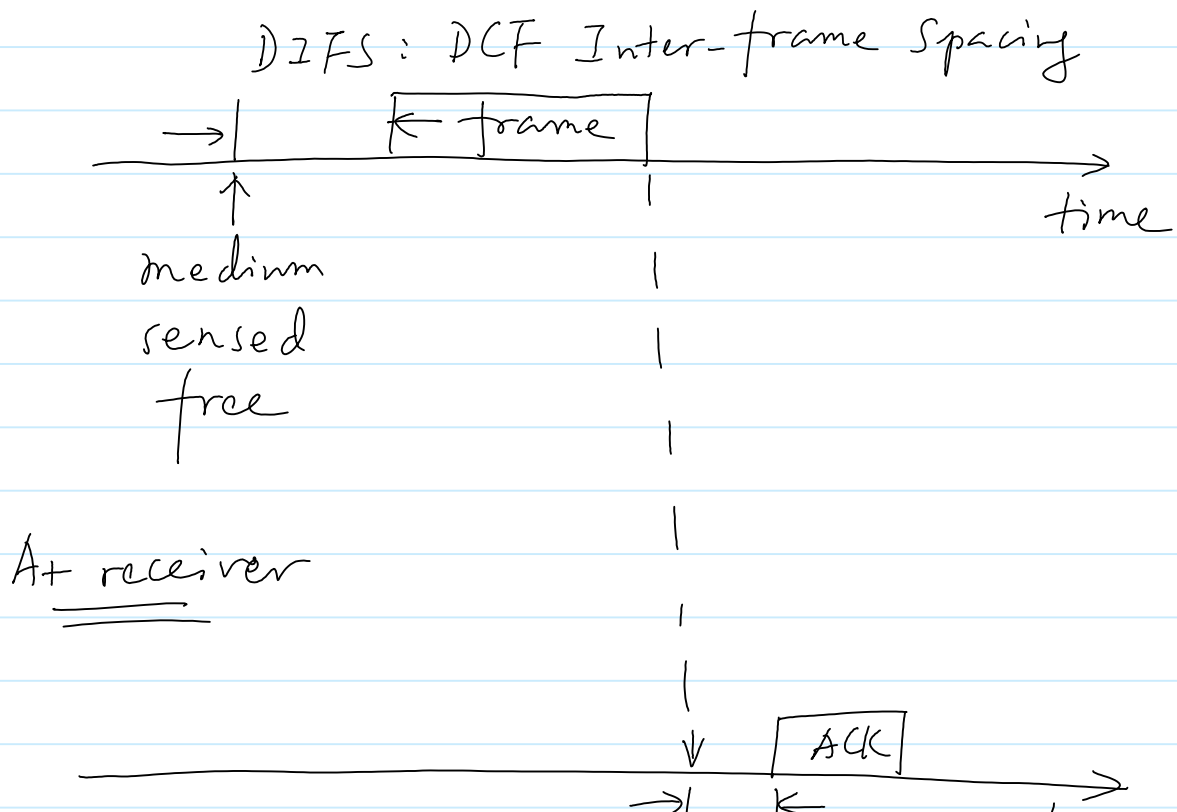 DIFS: DCF Inter-frame Spacing
← frame
time
medium
sensed
free
At receiver
ACK